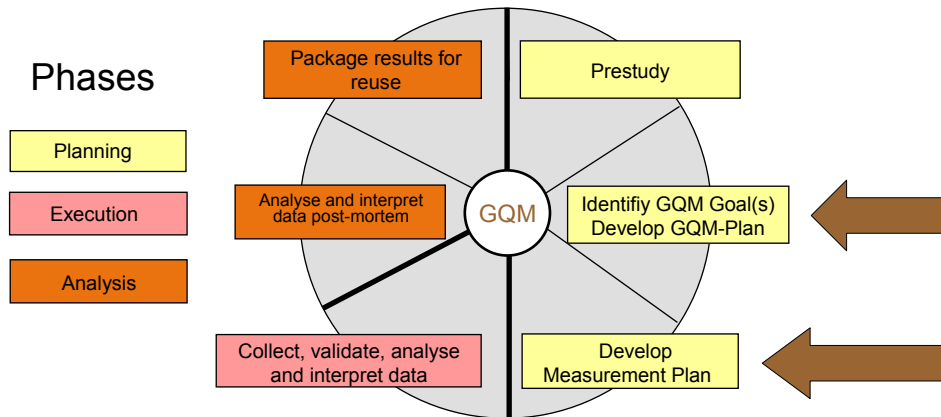 Phases
Planning
Execution
Analysis
Package results for
reuse
Prestudy
Analyse and interpret
data post-mortem
GQM
Identifiy GQM Goal(s)
Develop GQM-Plan
Collect, validate, analyse
and interpret data
Develop
Measurement Plan